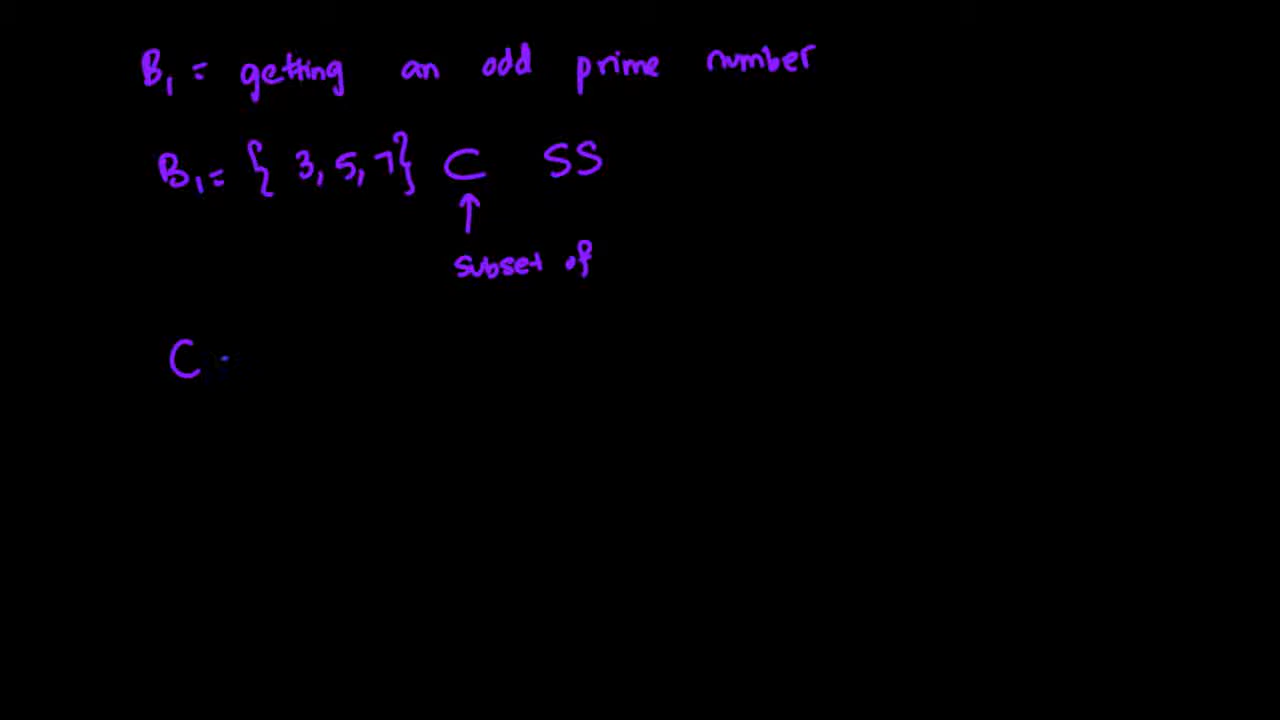 B₁ = getting an odd prime number
B₁ = { 3, 5, 7} ⊂ SS
↑
subset of
C -